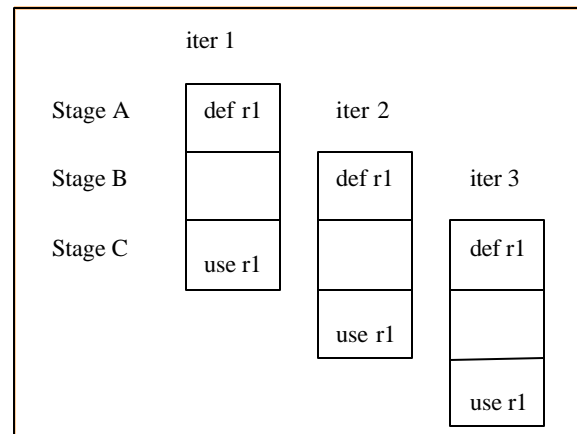 iter 1
Stage A def r1 iter 2
Stage B def r1 iter 3
Stage C def r1
use r1
use r1
use r1